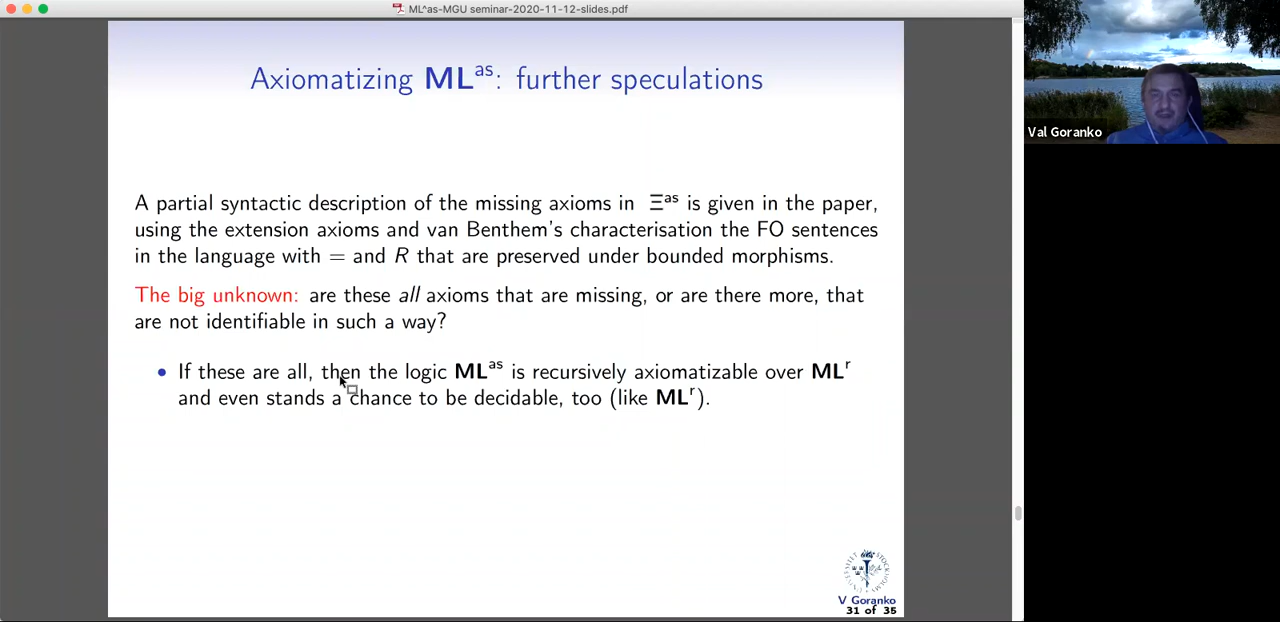 ML^as-MGU seminar-2020-11-12-slides.pdf
Axiomatizing ML^as: further speculations
A partial syntactic description of the missing axioms in Ξ^as is given in the paper,
using the extension axioms and van Benthem's characterisation the FO sentences
in the language with = and R that are preserved under bounded morphisms.
The big unknown: are these all axioms that are missing, or are there more, that
are not identifiable in such a way?
• If these are all, then the logic ML^as is recursively axiomatizable over ML^r
and even stands a chance to be decidable, too (like ML^r).
V Goranko
31 of 35
Val Goranko